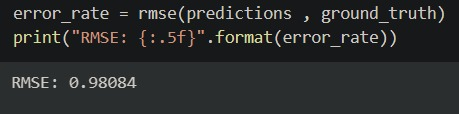 error_rate = rmse(predictions , ground_truth)
print("RMSE: {:.5f}".format(error_rate))
RMSE: 0.98084